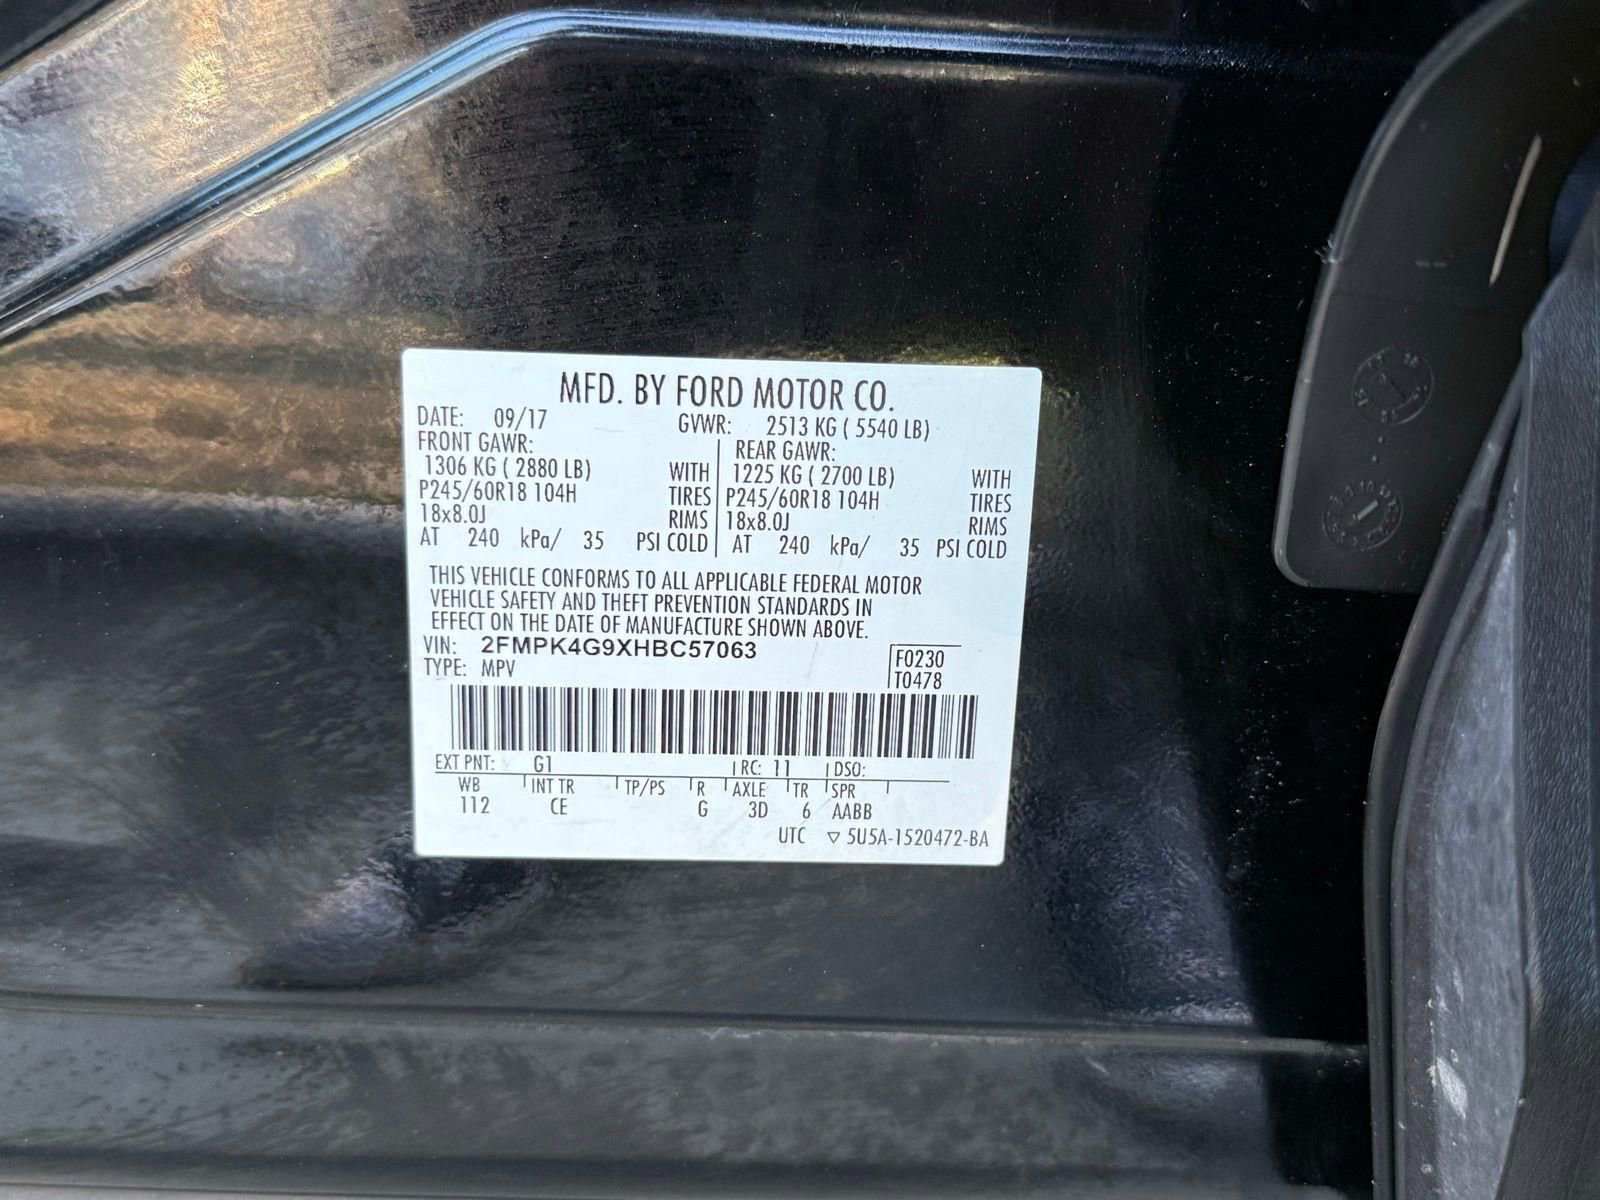 MFD. BY FORD MOTOR CO.
DATE: 09/17 GVWR: 2513 KG ( 5540 LB)
FRONT GAWR: REAR GAWR:
1306 KG ( 2880 LB) WITH 1225 KG ( 2700 LB) WITH
P245/60R18 104H TIRES P245/60R18 104H TIRES
18x8.0J RIMS 18x8.0J RIMS
AT 240 kPa/ 35 PSI COLD AT 240 kPa/ 35 PSI COLD
THIS VEHICLE CONFORMS TO ALL APPLICABLE FEDERAL MOTOR
VEHICLE SAFETY AND THEFT PREVENTION STANDARDS IN
EFFECT ON THE DATE OF MANUFACTURE SHOWN ABOVE.
VIN: 2FMPK4G9XHBC57063
TYPE: MPV
F0230
T0478
EXT PNT: G1 RC: 11 DSO:
WB INT TR TP/PS R AXLE TR SPR
112 CE G 3D 6 AABB
UTC ▽ 5U5A-1520472-BA